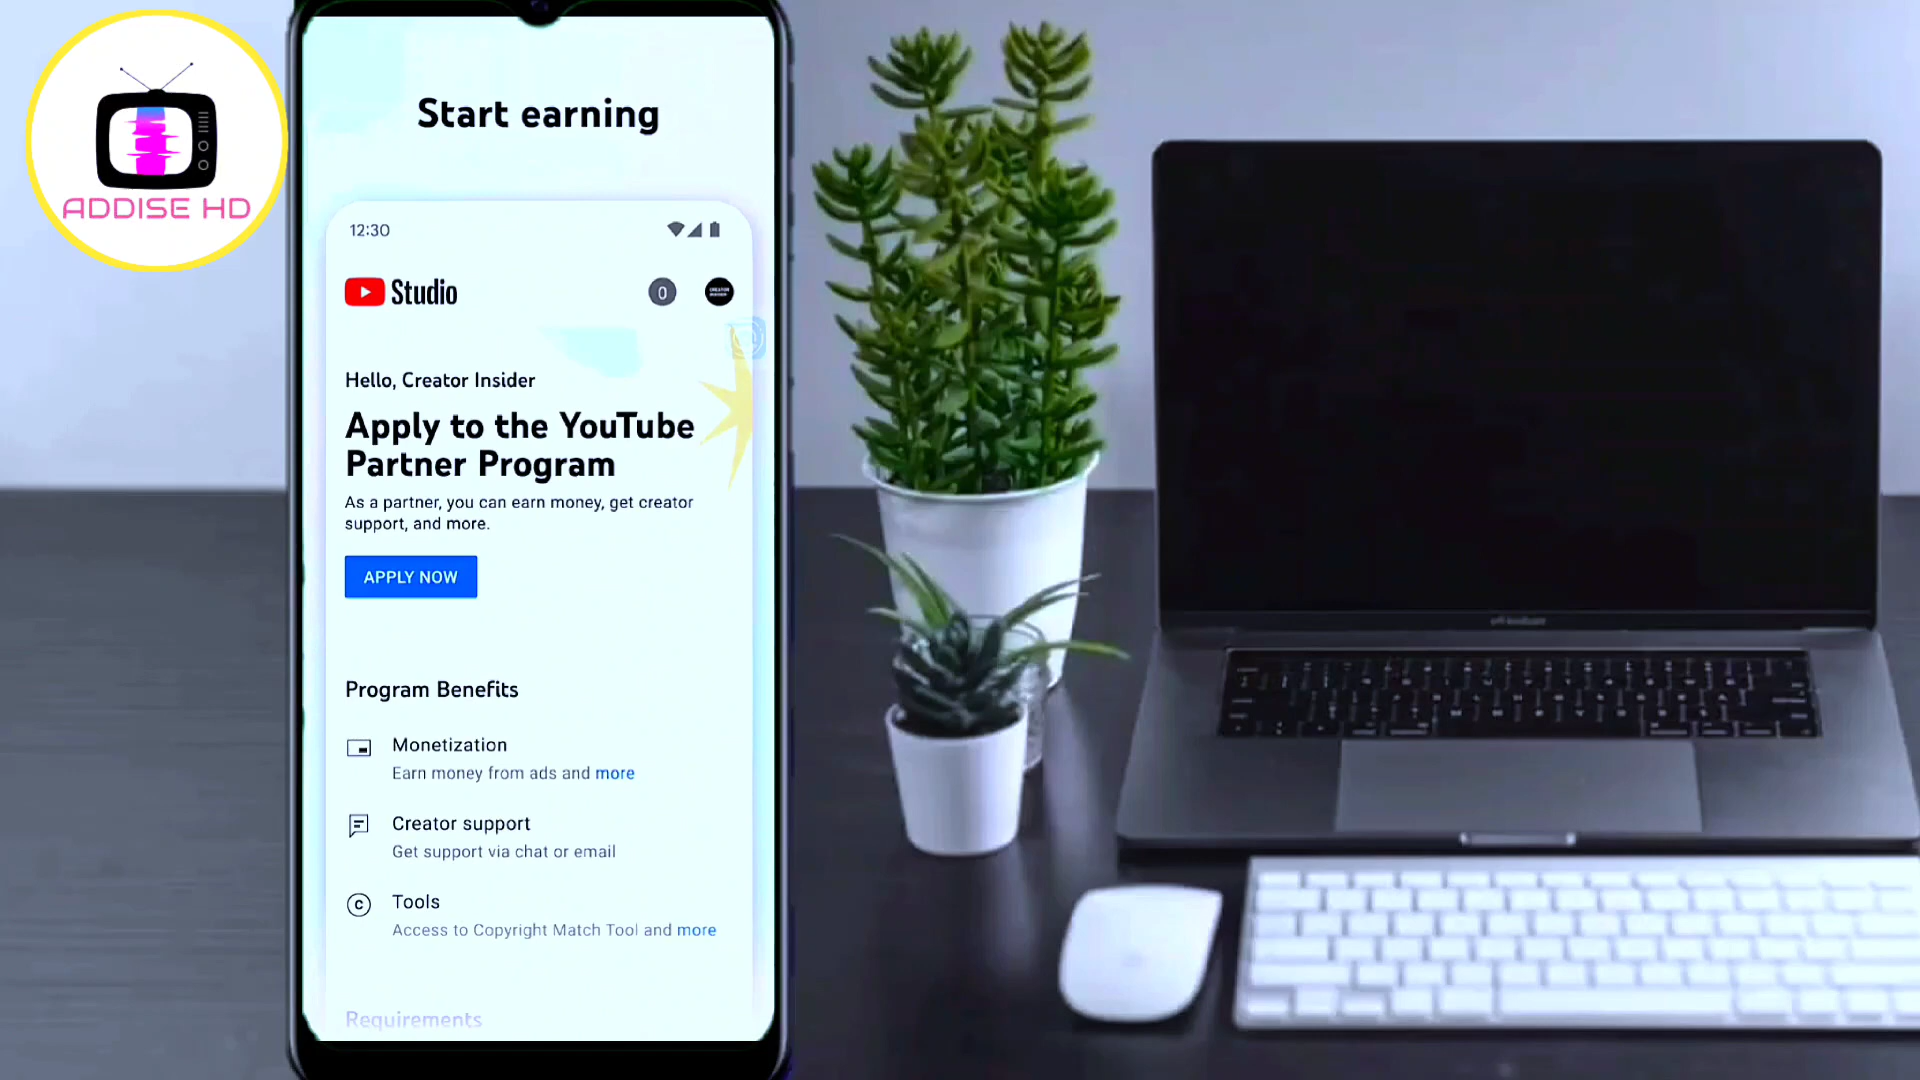 ADDISE HD
Start earning
12:30
Studio
0
Hello, Creator Insider
Apply to the YouTube
Partner Program
As a partner, you can earn money, get creator
support, and more.
APPLY NOW
Program Benefits
Monetization
Earn money from ads and more
Creator support
Get support via chat or email
Tools
Access to Copyright Match Tool and more
Requirements